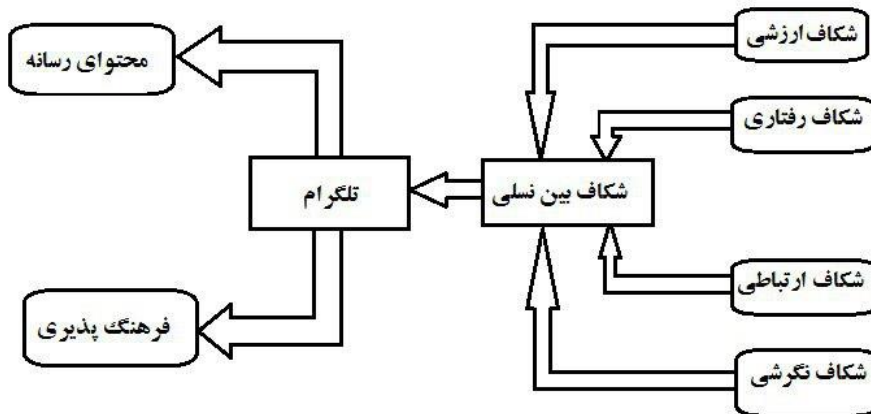 شکاف ارزشی
شکاف رفتاری
شکاف ارتباطی
شکاف نگرشی
شکاف بین نسلی
تلگرام
محتوای رسانه
فرهنگ پذیری